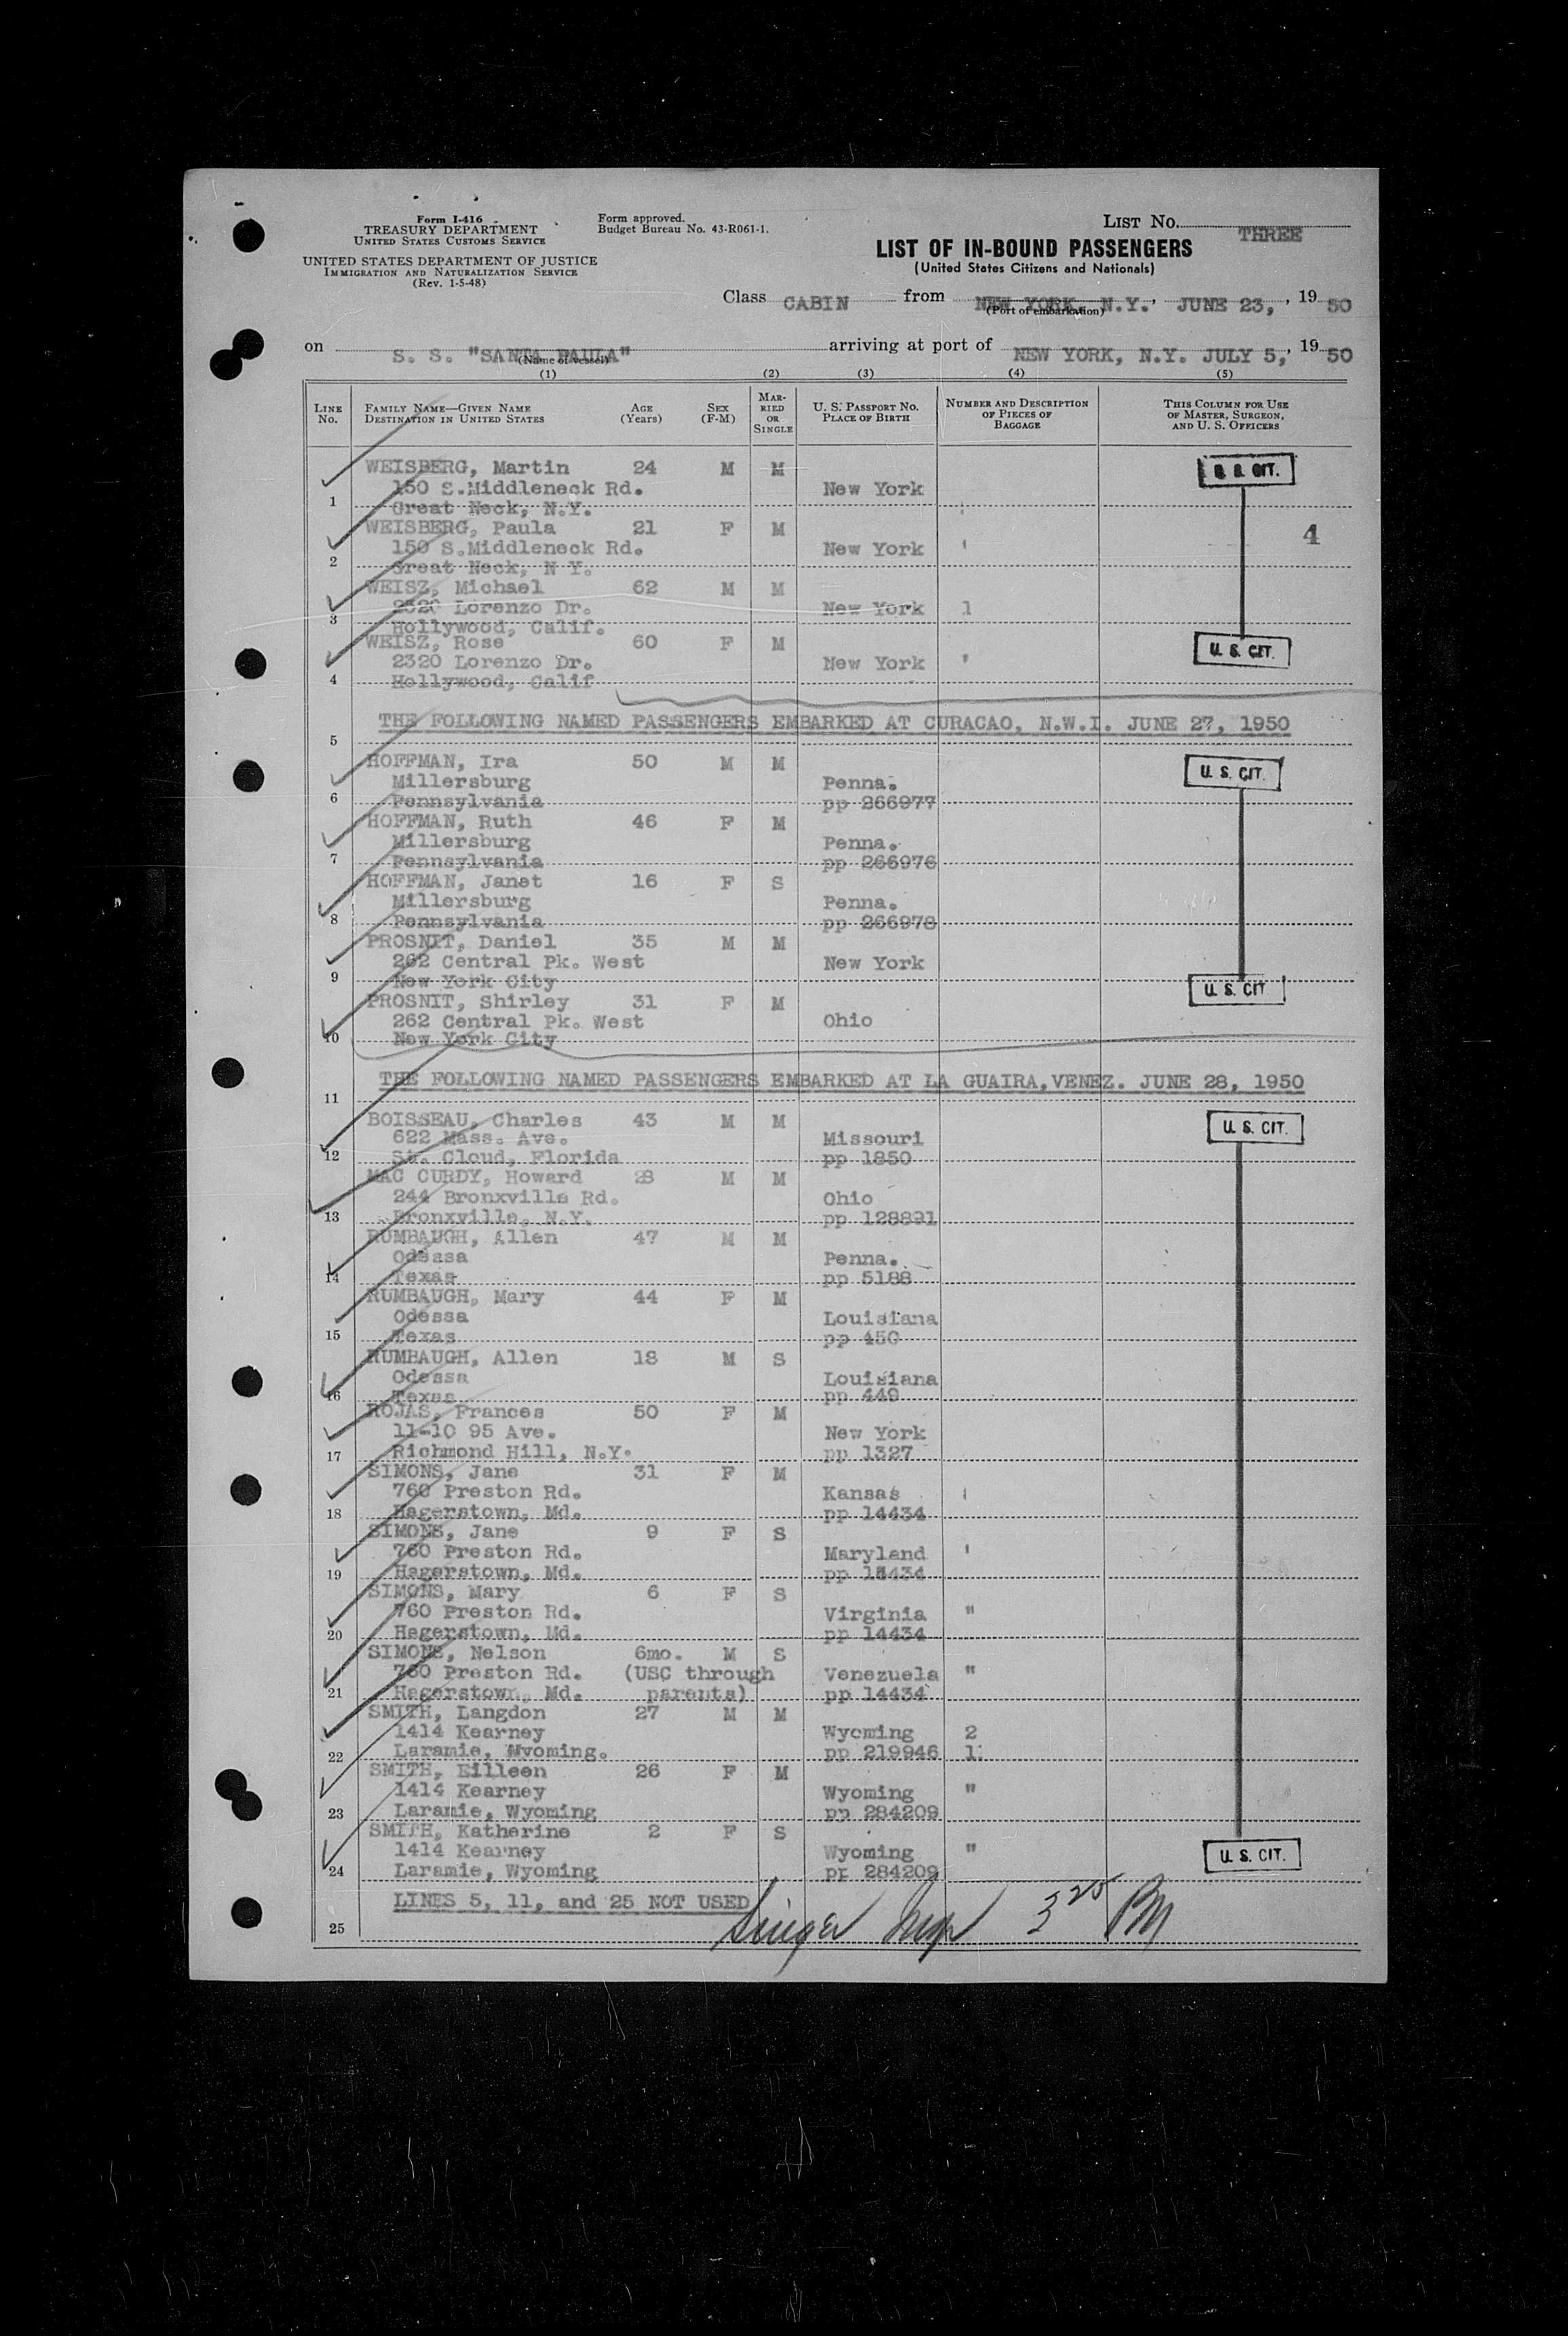 Form I-416
TREASURY DEPARTMENT
UNITED STATES CUSTOMS SERVICE
UNITED STATES DEPARTMENT OF JUSTICE
IMMIGRATION AND NATURALIZATION SERVICE
(Rev. 1-5-48)
Form approved.
Budget Bureau No. 43-R061-1.
LIST No. THREE
LIST OF IN-BOUND PASSENGERS
(United States Citizens and Nationals)
Class CABIN from NEW YORK, N.Y. JUNE 23, , 19 50
(Port of embarkation)
on S. S. "SANTA PAULA" arriving at port of NEW YORK, N.Y. JULY 5, , 19 50
(Name of vessel)
(1) (2) (3) (4) (5)
LINE No. FAMILY NAME—GIVEN NAME DESTINATION IN UNITED STATES AGE (Years) SEX (F-M) MARRIED OR SINGLE U. S. PASSPORT No. PLACE OF BIRTH NUMBER AND DESCRIPTION OF PIECES OF BAGGAGE THIS COLUMN FOR USE OF MASTER, SURGEON, AND U. S. OFFICERS
WEISBERG, Martin 24 M M U. S. CIT.
150 S.Middleneck Rd. New York
1 Great Neck, N.Y.
WEISBERG, Paula 21 F M 4
150 S.Middleneck Rd. New York '
2 Great Neck, N Y.
WEISZ, Michael 62 M M
2320 Lorenzo Dr. New York 1
3 Hollywood, Calif.
WEISZ, Rose 60 F M U. S. CIT.
2320 Lorenzo Dr. New York "
4 Hollywood, Calif
THE FOLLOWING NAMED PASSENGERS EMBARKED AT CURACAO, N.W.I. JUNE 27, 1950
5
HOFFMAN, Ira 50 M M U. S. CIT.
Millersburg Penna.
6 Pennsylvania pp 266977
HOFFMAN, Ruth 46 F M
Millersburg Penna.
7 Pennsylvania pp 266976
HOFFMAN, Janet 16 F S
Millersburg Penna.
8 Pennsylvania pp 266978
PROSNIT, Daniel 35 M M
262 Central Pk. West New York
9 New York City U. S. CIT
PROSNIT, Shirley 31 F M
262 Central Pk. West Ohio
10 New York City
THE FOLLOWING NAMED PASSENGERS EMBARKED AT LA GUAIRA,VENEZ. JUNE 28, 1950
11
BOISSEAU, Charles 43 M M U. S. CIT.
622 Mass. Ave. Missouri
12 St. Cloud, Florida pp 1850
MAC CURDY, Howard 28 M M
244 Bronxville Rd. Ohio
13 Bronxville, N.Y. pp 128891
RUMBAUGH, Allen 47 M M
Odessa Penna.
14 Texas pp 5188
RUMBAUGH, Mary 44 F M
Odessa Louisiana
15 Texas pp 450
RUMBAUGH, Allen 18 M S
Odessa Louisiana
16 Texas pp 449
ROJAS, Frances 50 F M
11-10 95 Ave. New York
17 Richmond Hill, N.Y. pp 1327
SIMONS, Jane 31 F M
760 Preston Rd. Kansas
18 Hagerstown, Md. pp 14434
SIMONS, Jane 9 F S
760 Preston Rd. Maryland '
19 Hagerstown, Md. pp 14434
SIMONS, Mary 6 F S
760 Preston Rd. Virginia "
20 Hagerstown, Md. pp 14434
SIMONS, Nelson 6mo. M S
760 Preston Rd. (USC through Venezuela "
21 Hagerstown, Md. parents) pp 14434
SMITH, Langdon 27 M M
1414 Kearney Wyoming 2
22 Laramie, Wyoming. pp 219946 1
SMITH, Eilleen 26 F M
1414 Kearney Wyoming "
23 Laramie, Wyoming pp 284209
SMITH, Katherine 2 F S
1414 Kearney Wyoming " U. S. CIT.
24 Laramie, Wyoming pp 284209
LINES 5, 11, and 25 NOT USED
25 3 25 PM